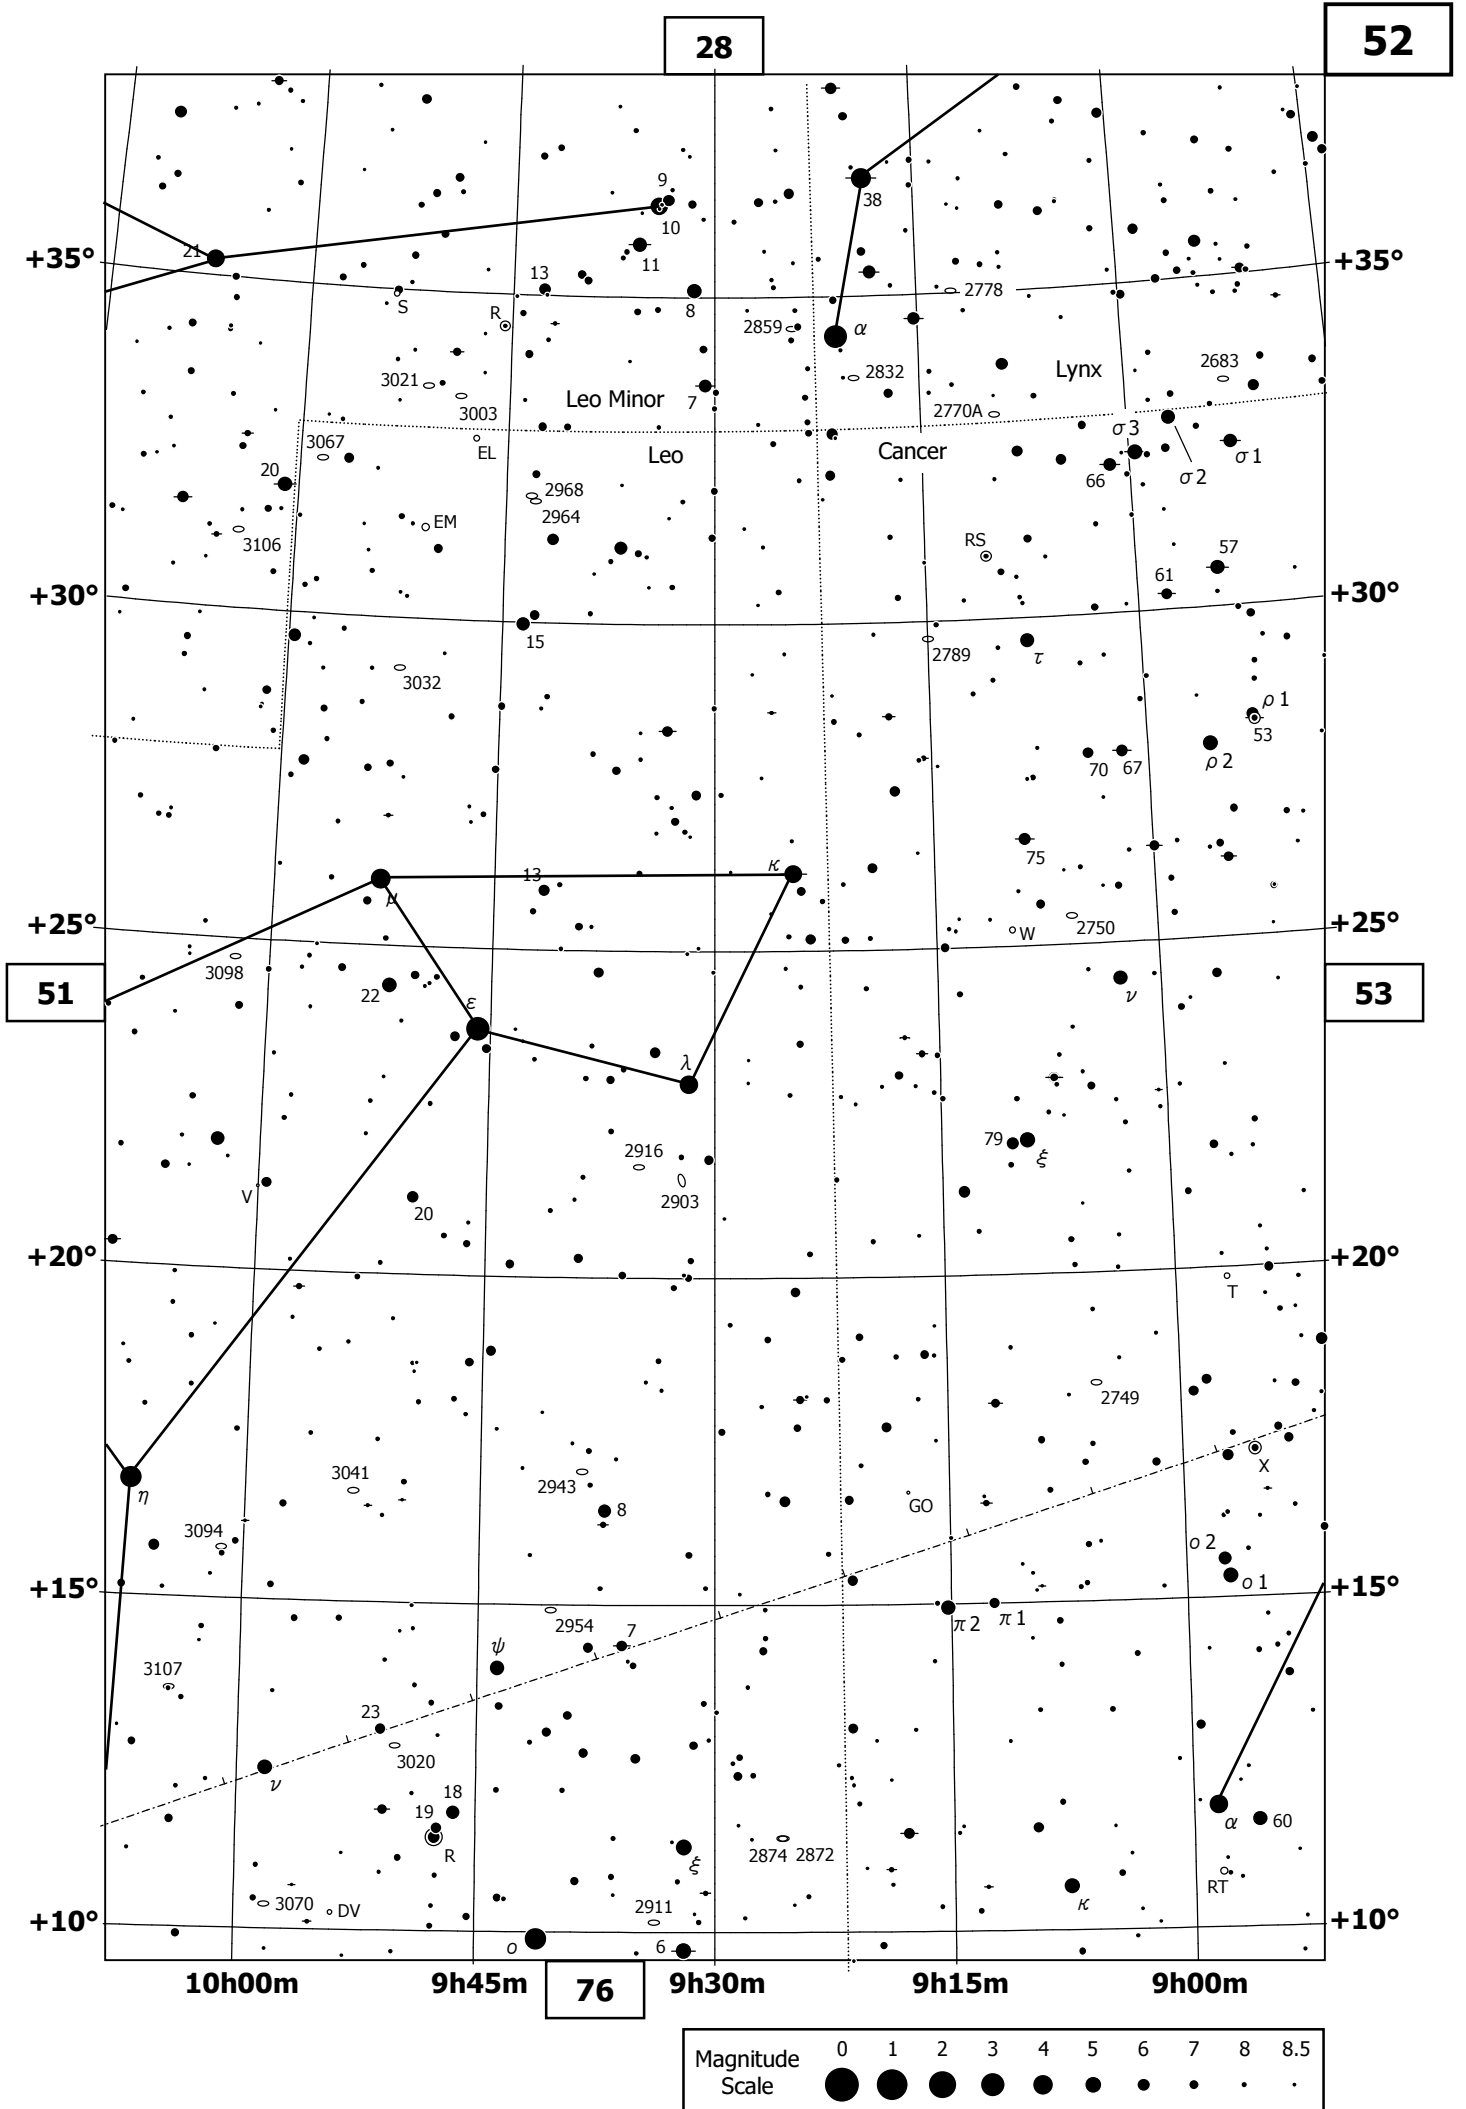 28
52
9
38
10
21
+35°
+35°
11
13
S
2778
8
R
2859
α
2832
2683
Lynx
3021
7
Leo Minor
3003
2770A
3067
EL
Leo
Cancer
σ 3
σ 1
20
66
σ 2
2968
2964
EM
3106
RS
57
61
+30°
+30°
15
2789
τ
3032
ρ 1
53
70
67
ρ 2
κ
75
13
μ
+25°
+25°
2750
W
3098
51
22
ε
ν
53
λ
79
ξ
2916
V
2903
20
+20°
+20°
T
2749
3041
2943
X
η
8
GO
3094
ο 2
+15°
ο 1
+15°
2954
7
π 2
π 1
ψ
3107
23
3020
ν
18
19
α
60
R
ξ
2874
2872
RT
3070
DV
2911
κ
+10°
+10°
ο
6
10h00m
9h45m
76
9h30m
9h15m
9h00m
Magnitude Scale
0 1 2 3 4 5 6 7 8 8.5